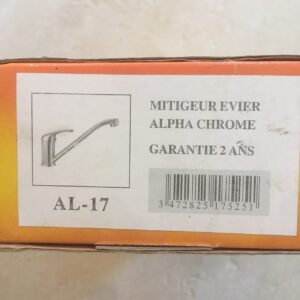 MITIGEUR EVIER
ALPHA CHROME
GARANTIE 2 ANS
AL-17
3 472825 175251